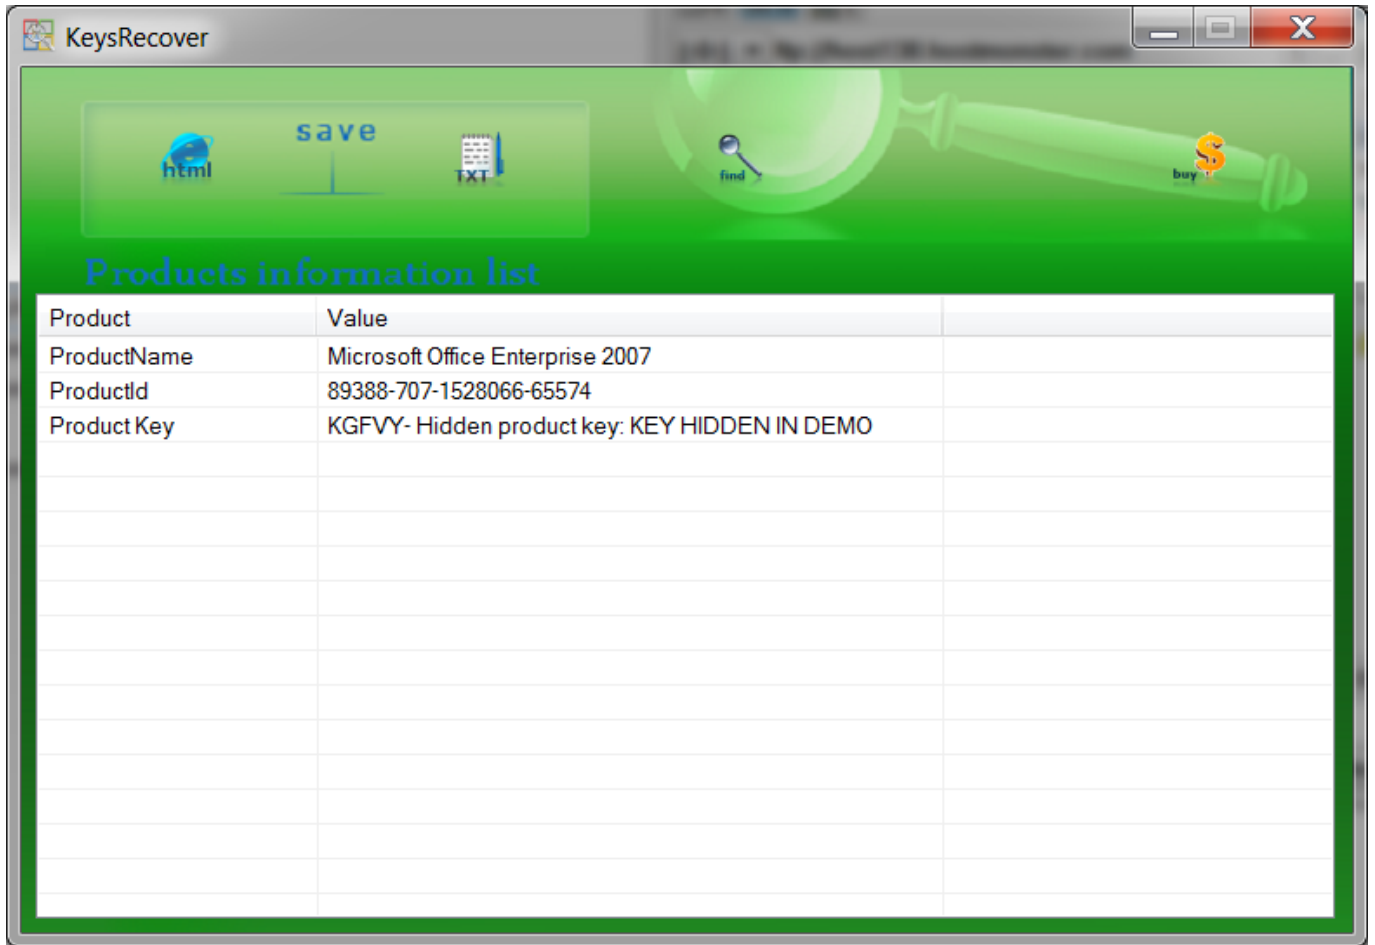 KeysRecover
save
html
TXT
find
buy
Products information list
Product Value
ProductName Microsoft Office Enterprise 2007
ProductId 89388-707-1528066-65574
Product Key KGFVY- Hidden product key: KEY HIDDEN IN DEMO